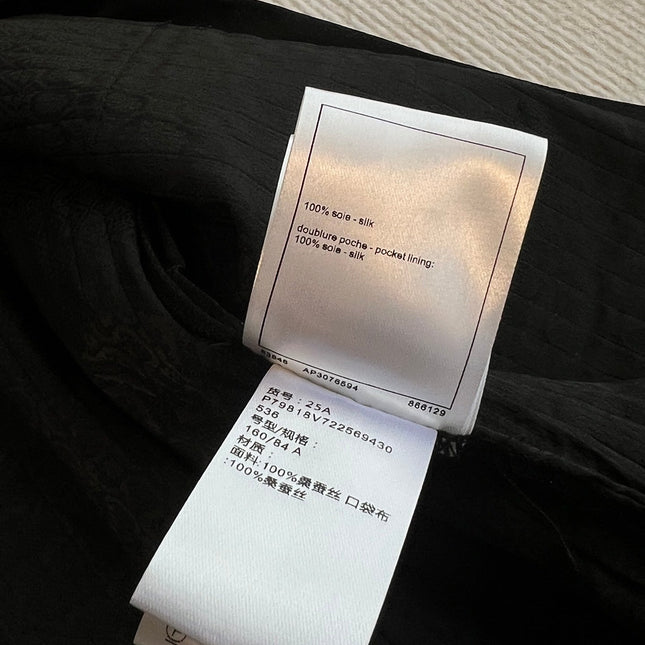 100% soie - silk
doublure poche - pocket lining:
100% soie - silk
AP3076594
866129
货号：25A
P79818V722569430
536
号型/规格：
160/84 A
材质：
面料:100%桑蚕丝 口袋布
:100%桑蚕丝